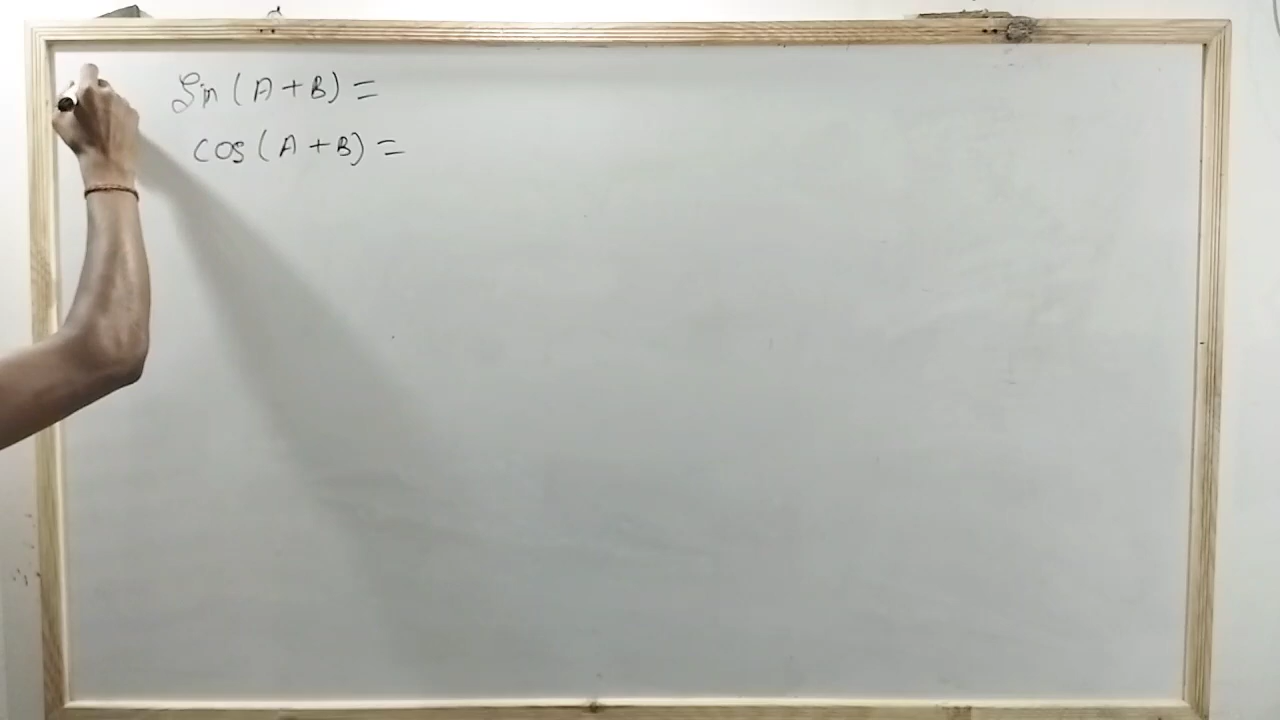 Sin (A + B) =
cos (A + B) =